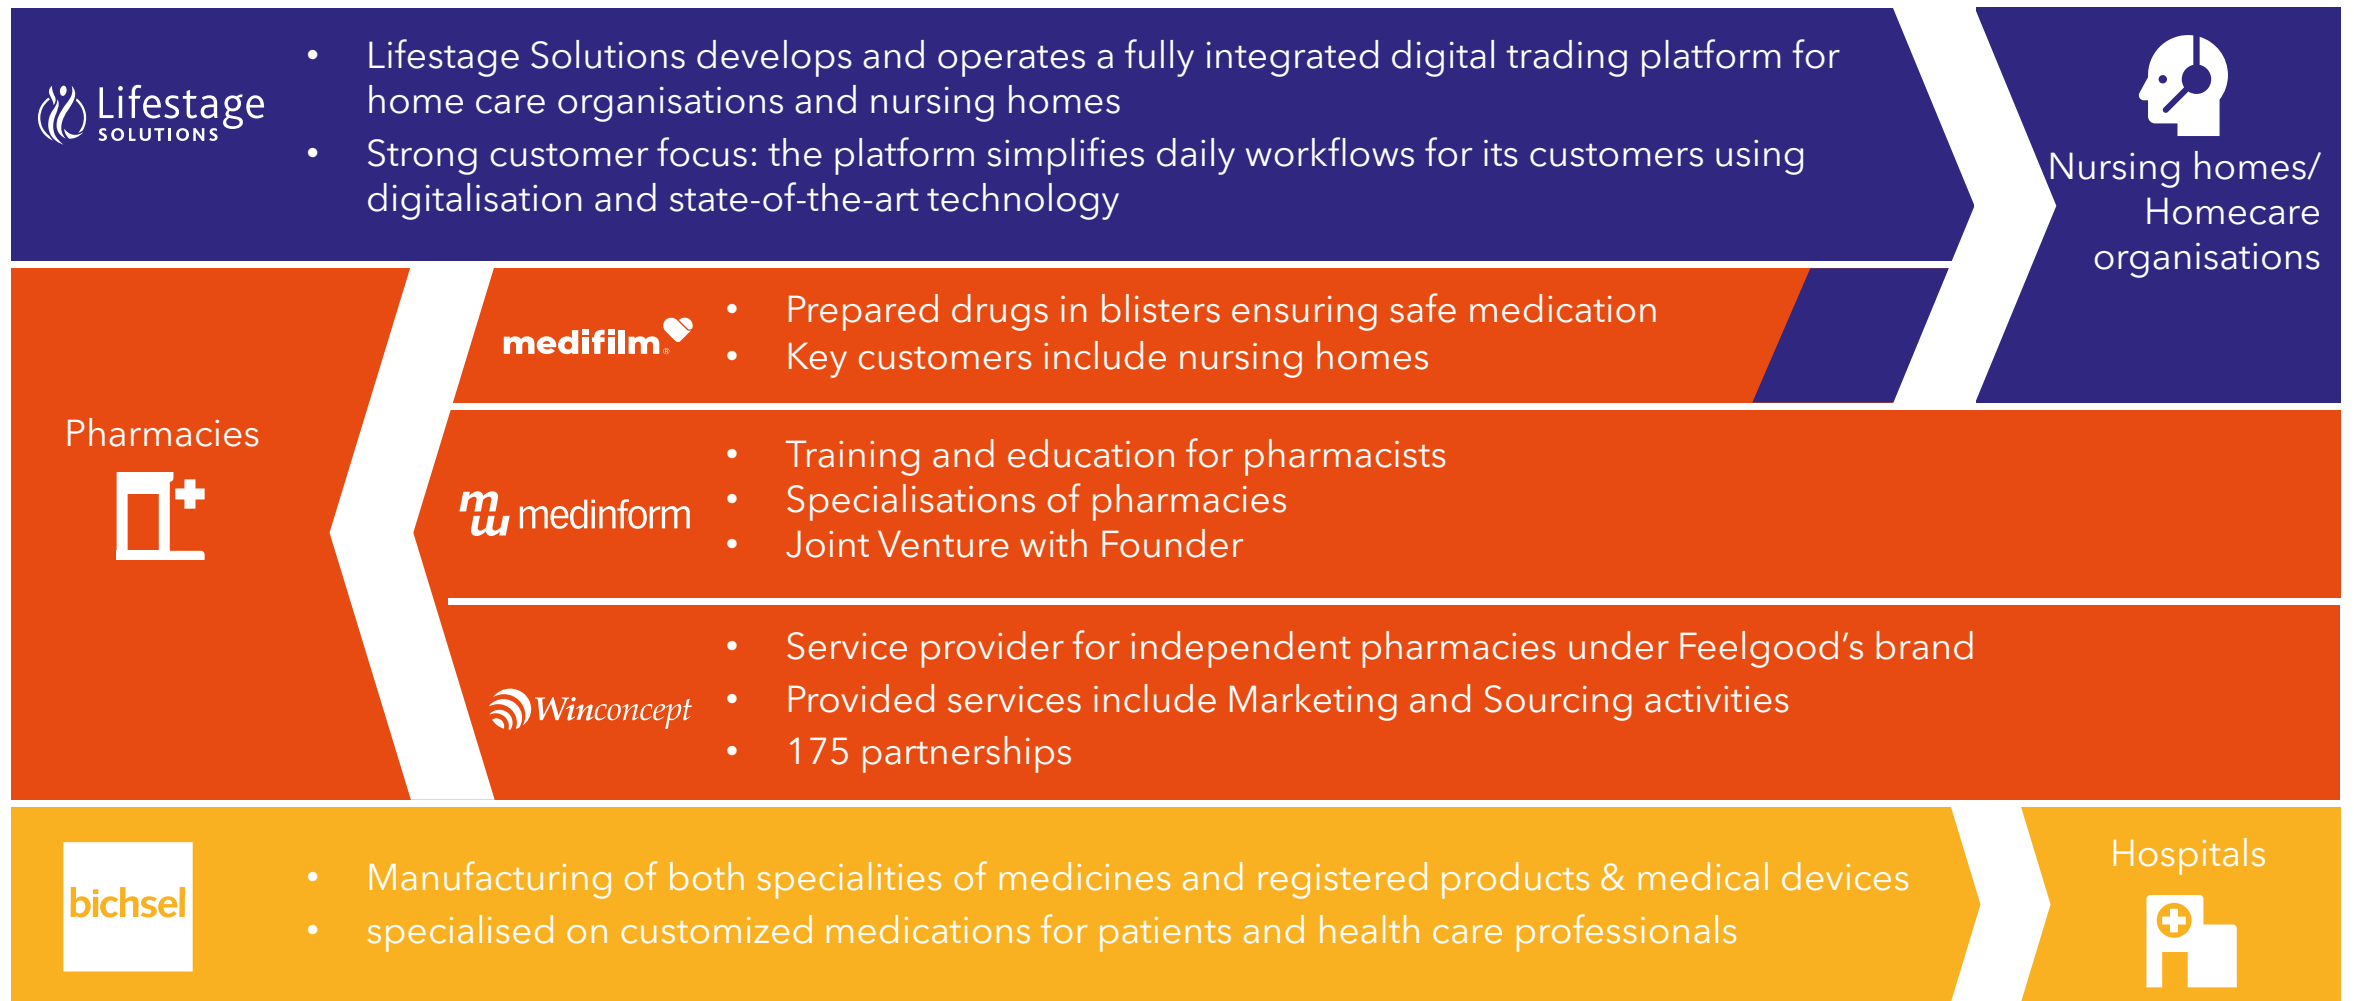 Lifestage
SOLUTIONS
• Lifestage Solutions develops and operates a fully integrated digital trading platform for
home care organisations and nursing homes
• Strong customer focus: the platform simplifies daily workflows for its customers using
digitalisation and state-of-the-art technology
Nursing homes/
Homecare
organisations
Pharmacies
medifilm®
• Prepared drugs in blisters ensuring safe medication
• Key customers include nursing homes
mw medinform
• Training and education for pharmacists
• Specialisations of pharmacies
• Joint Venture with Founder
Winconcept
• Service provider for independent pharmacies under Feelgood’s brand
• Provided services include Marketing and Sourcing activities
• 175 partnerships
bichsel
• Manufacturing of both specialities of medicines and registered products & medical devices
• specialised on customized medications for patients and health care professionals
Hospitals